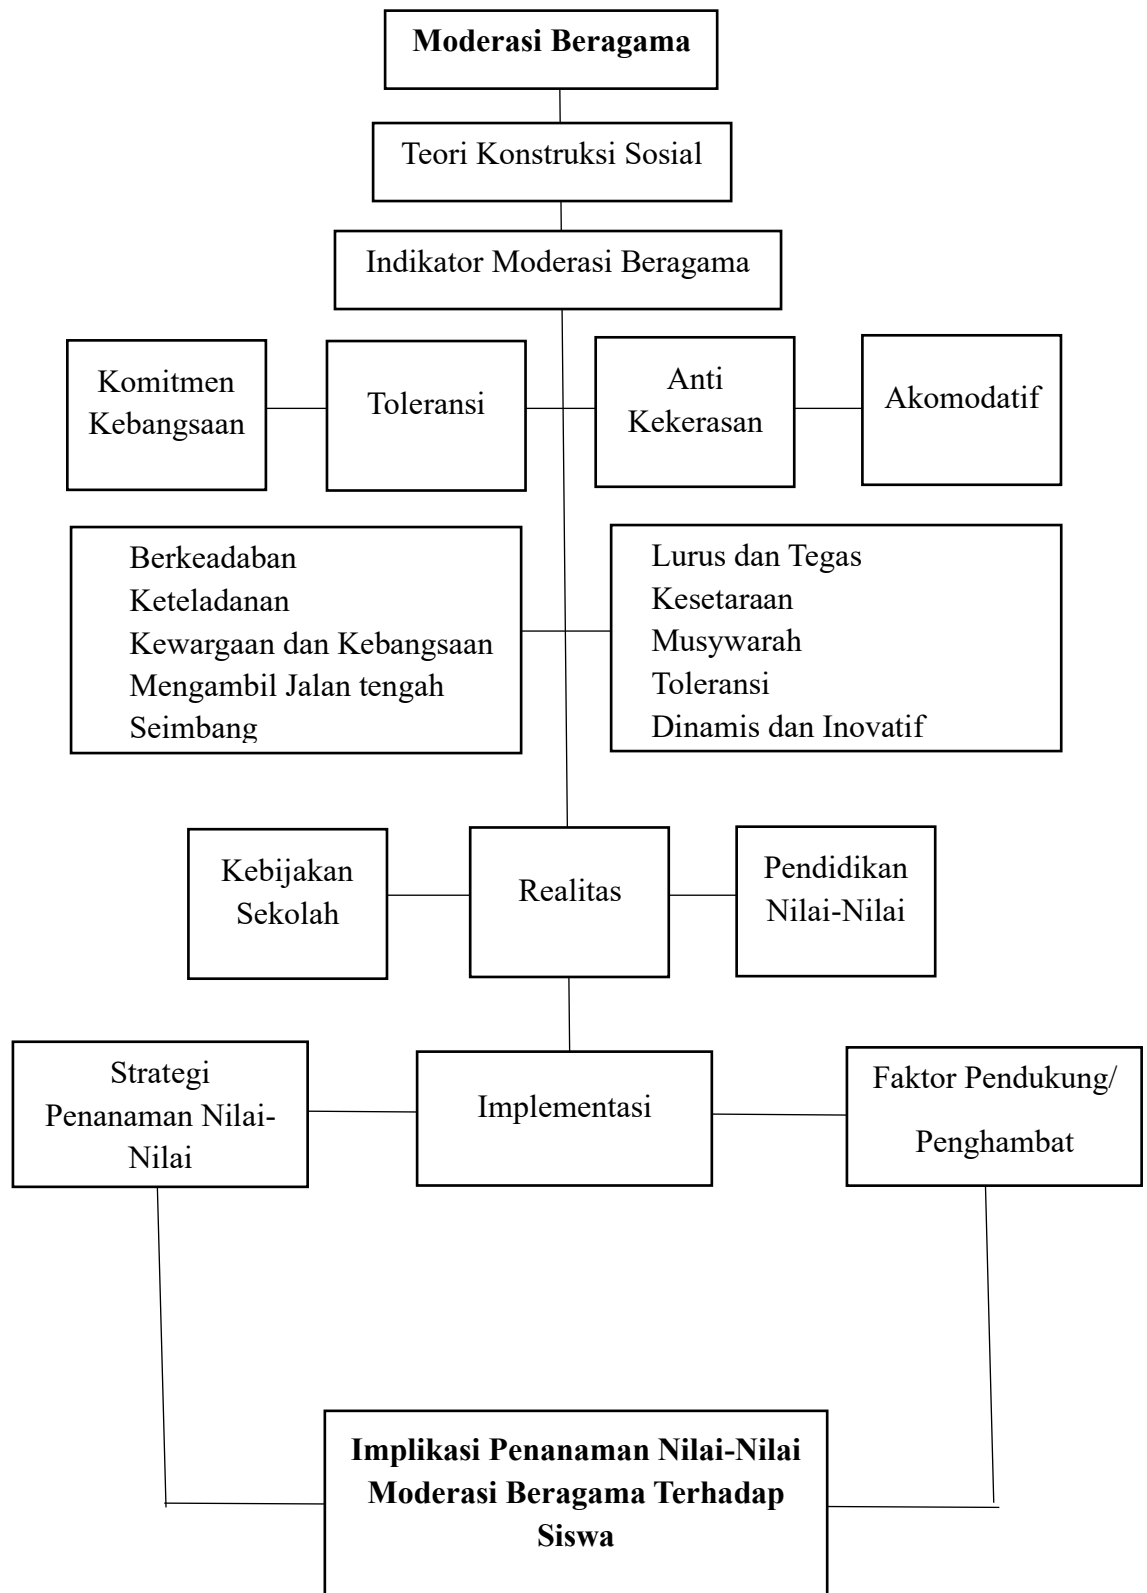 Moderasi Beragama
Teori Konstruksi Sosial
Indikator Moderasi Beragama
Komitmen
Kebangsaan
Toleransi
Anti
Kekerasan
Akomodatif
Berkeadaban
Keteladanan
Kewargaan dan Kebangsaan
Mengambil Jalan tengah
Seimbang
Lurus dan Tegas
Kesetaraan
Musywarah
Toleransi
Dinamis dan Inovatif
Kebijakan
Sekolah
Realitas
Pendidikan
Nilai-Nilai
Strategi
Penanaman Nilai-
Nilai
Implementasi
Faktor Pendukung/
Penghambat
Implikasi Penanaman Nilai-Nilai
Moderasi Beragama Terhadap
Siswa